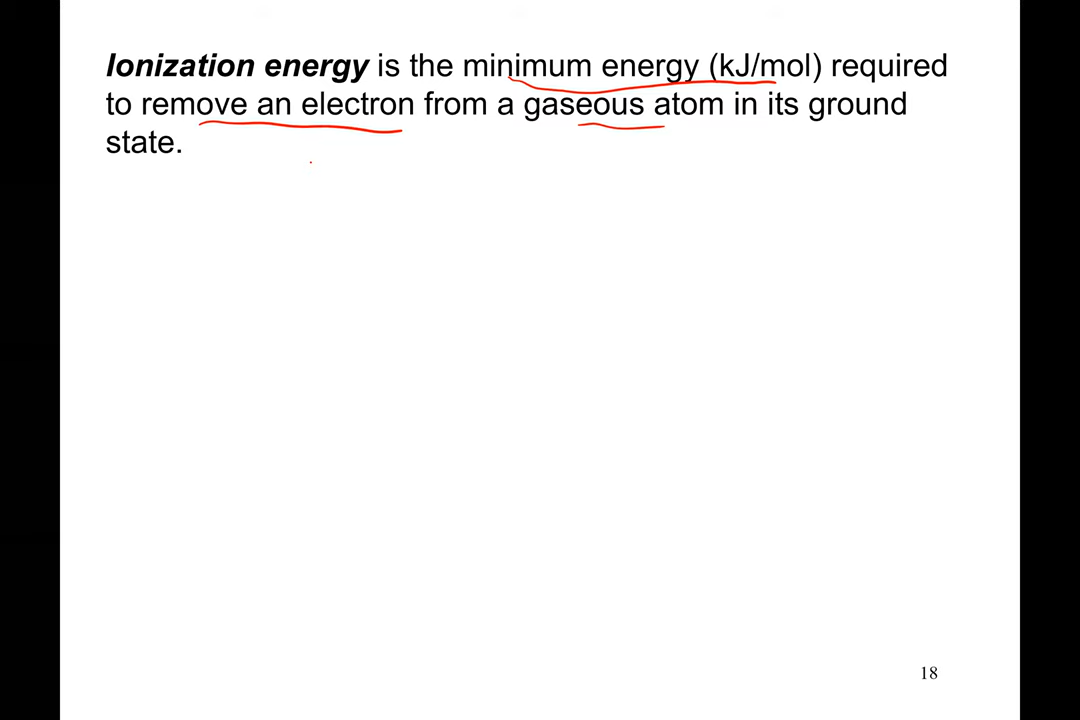 Ionization energy is the minimum energy (kJ/mol) required
to remove an electron from a gaseous atom in its ground
state.
18